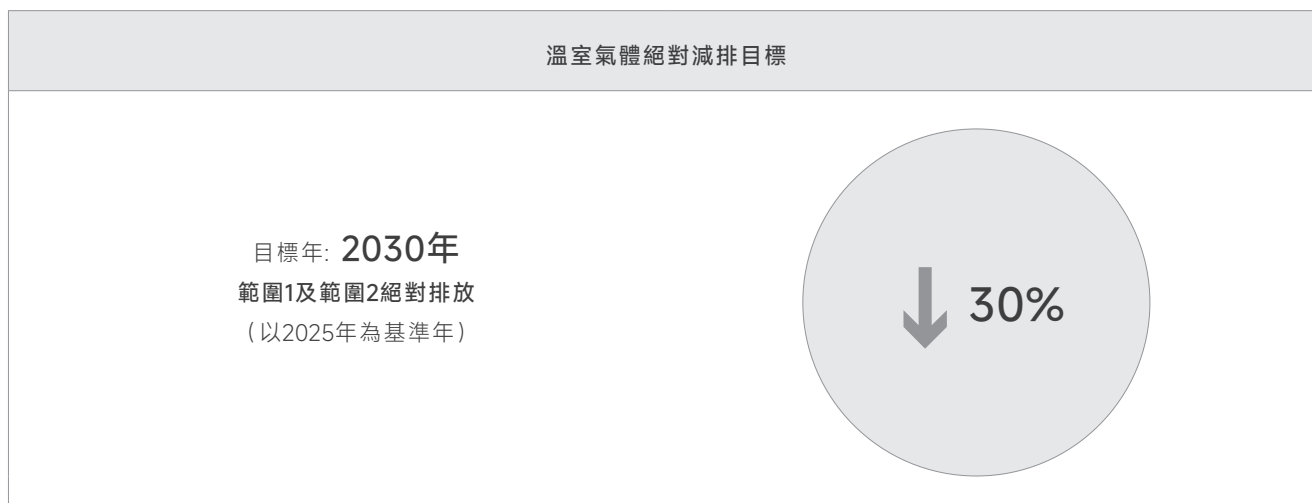 溫室氣體絕對減排目標
目標年: 2030年
範圍1及範圍2絕對排放
（以2025年為基準年）
30%